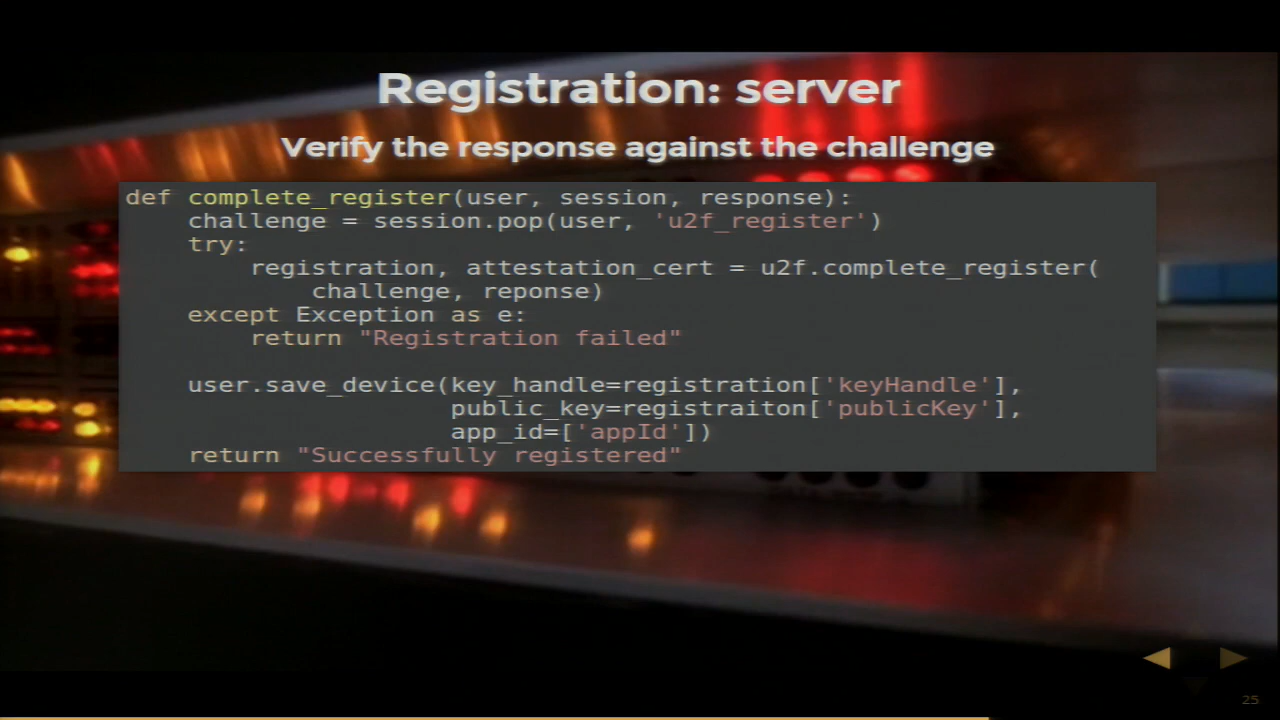 Registration: server
Verify the response against the challenge
def complete_register(user, session, response):
    challenge = session.pop(user, 'u2f_register')
    try:
        registration, attestation_cert = u2f.complete_register(
            challenge, reponse)
    except Exception as e:
        return "Registration failed"

    user.save_device(key_handle=registration['keyHandle'],
                     public_key=registraiton['publicKey'],
                     app_id=['appId'])
    return "Successfully registered"
25